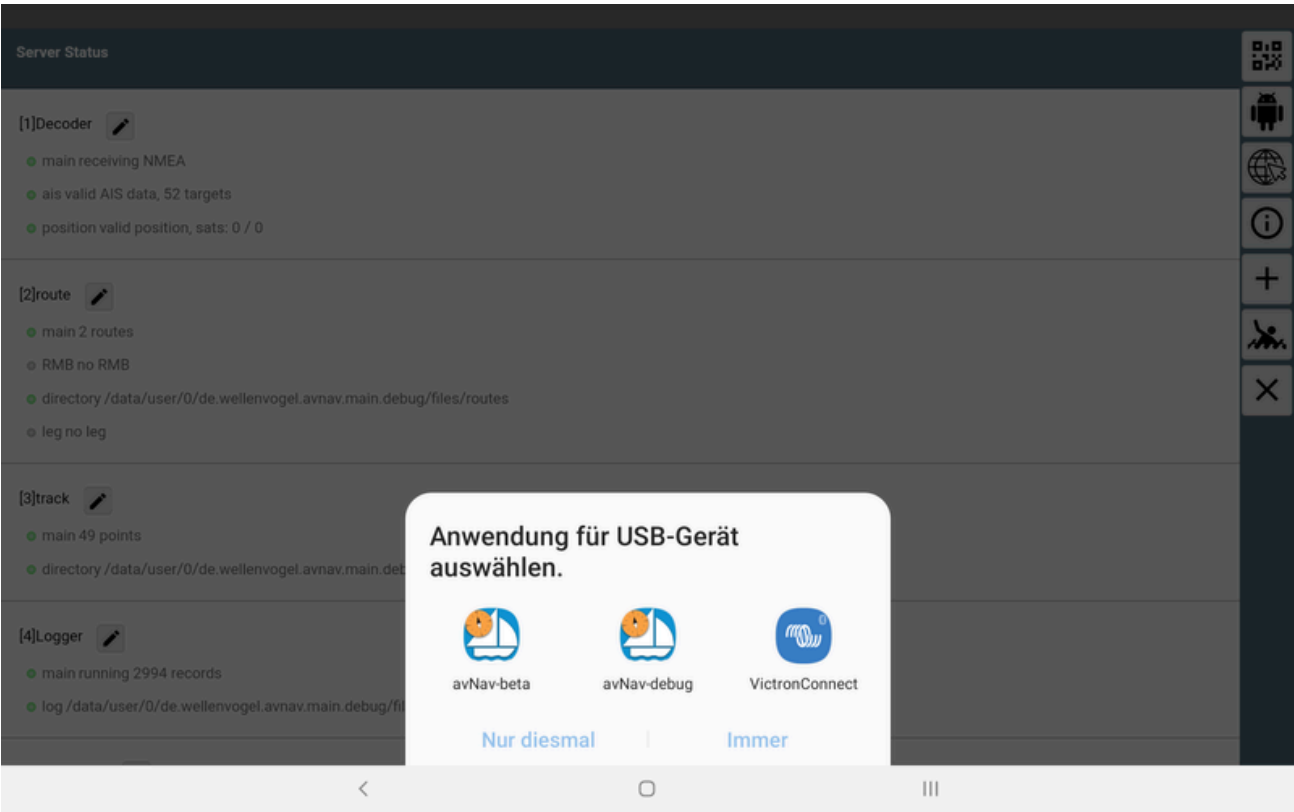 Server Status
[1]Decoder
main receiving NMEA
ais valid AIS data, 52 targets
position valid position, sats: 0 / 0
[2]route
main 2 routes
RMB no RMB
directory /data/user/0/de.wellenvogel.avnav.main.debug/files/routes
leg no leg
[3]track
main 49 points
directory /data/user/0/de.wellenvogel.avnav.main.deb
[4]Logger
main running 2994 records
log /data/user/0/de.wellenvogel.avnav.main.debug/fil
Anwendung für USB-Gerät
auswählen.
avNav-beta
avNav-debug
VictronConnect
Nur diesmal
Immer